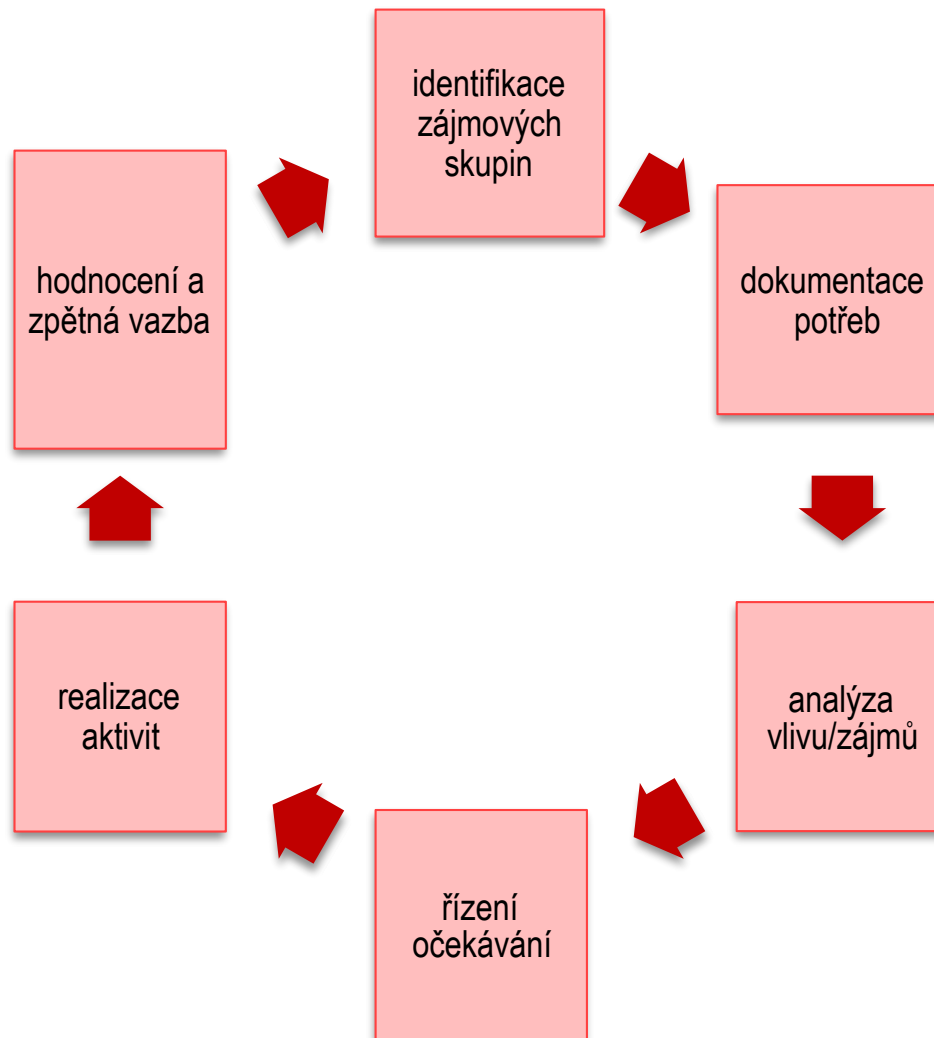 identifikace
zájmových
skupin
dokumentace
potřeb
analýza
vlivu/zájmů
řízení
očekávání
realizace
aktivit
hodnocení a
zpětná vazba